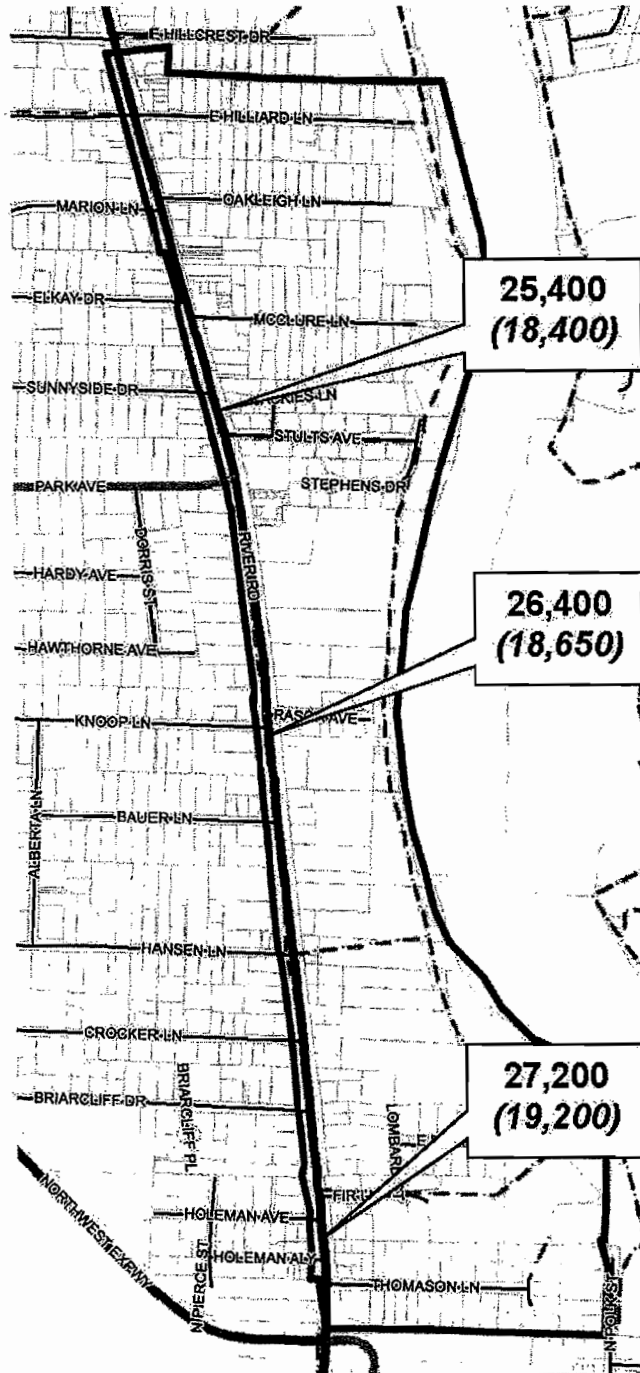 E HILLCREST DR
E HILLIARD LN
OAKLEIGH LN
MARION LN
25,400
(18,400)
ELKAY DR
MCCLURE LN
SUNNYSIDE DR
LN
STULTS AVE
PARK AVE
STEPHENS DR
DORRIS ST
RIVER RD
HARDY AVE
26,400
(18,650)
HAWTHORNE AVE
KNOOP LN
AVE
ALBERTA LN
BAUER LN
HANSEN LN
CROCKER LN
27,200
(19,200)
BRIARCLIFF DR
BRIARCLIFF PL
LOMBARD
FIR
HOLEMAN AVE
NORTHWEST EXPWY
N PIERCE ST
HOLEMAN ALY
THOMASON LN
N POLK ST